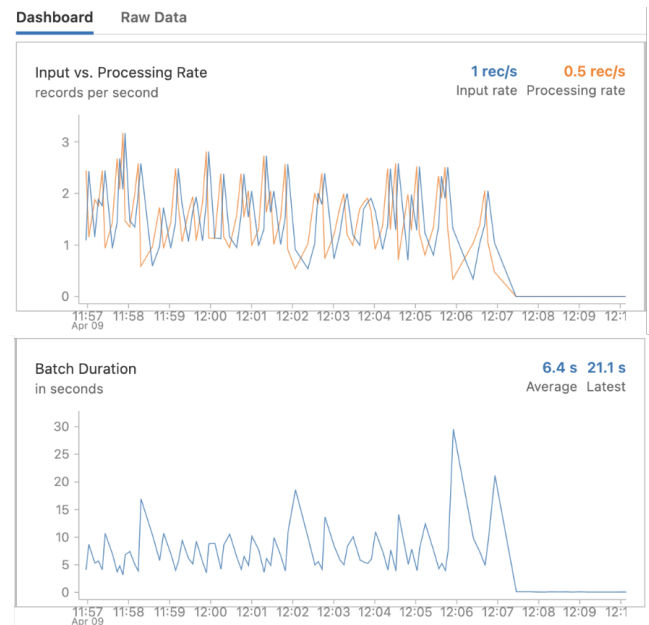 Dashboard Raw Data
Input vs. Processing Rate
records per second
1 rec/s 0.5 rec/s
Input rate Processing rate
3
2
1
0
11:57 11:58 11:59 12:00 12:01 12:02 12:03 12:04 12:05 12:06 12:07 12:08 12:09 12:1
Apr 09
Batch Duration
in seconds
6.4 s 21.1 s
Average Latest
30
25
20
15
10
5
0
11:57 11:58 11:59 12:00 12:01 12:02 12:03 12:04 12:05 12:06 12:07 12:08 12:09 12:1
Apr 09